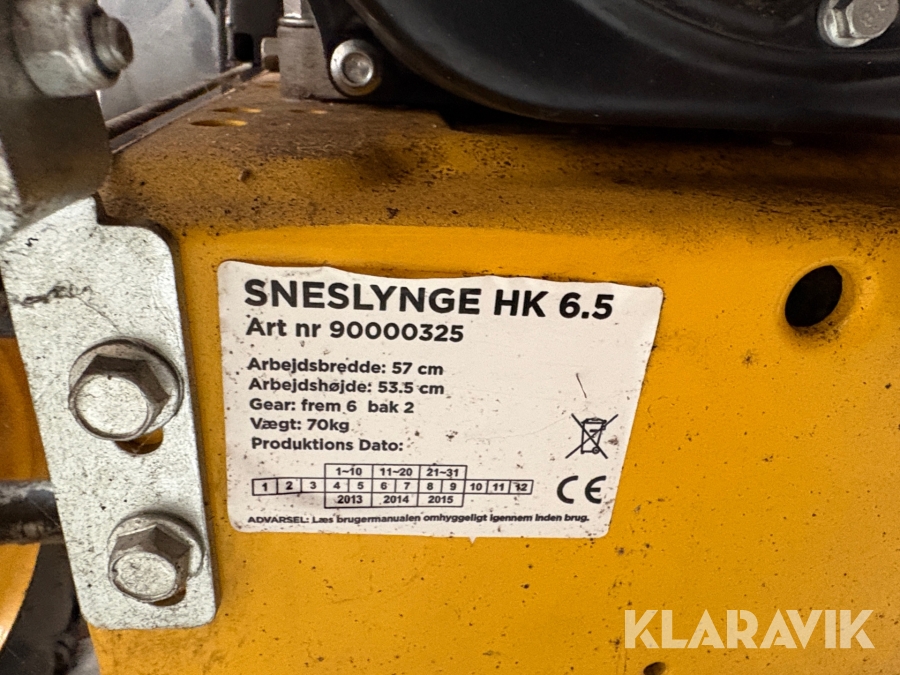 SNESLYNGE HK 6.5
Art nr 90000325
Arbejdsbredde: 57 cm
Arbejdshøjde: 53.5 cm
Gear: frem 6 bak 2
Vægt: 70kg
Produktions Dato:
1~10 11~20 21~31
1 2 3 4 5 6 7 8 9 10 11 12
2013 2014 2015
CE
ADVARSEL: Læs brugermanualen omhyggeligt igennem inden brug.
KLARAVIK